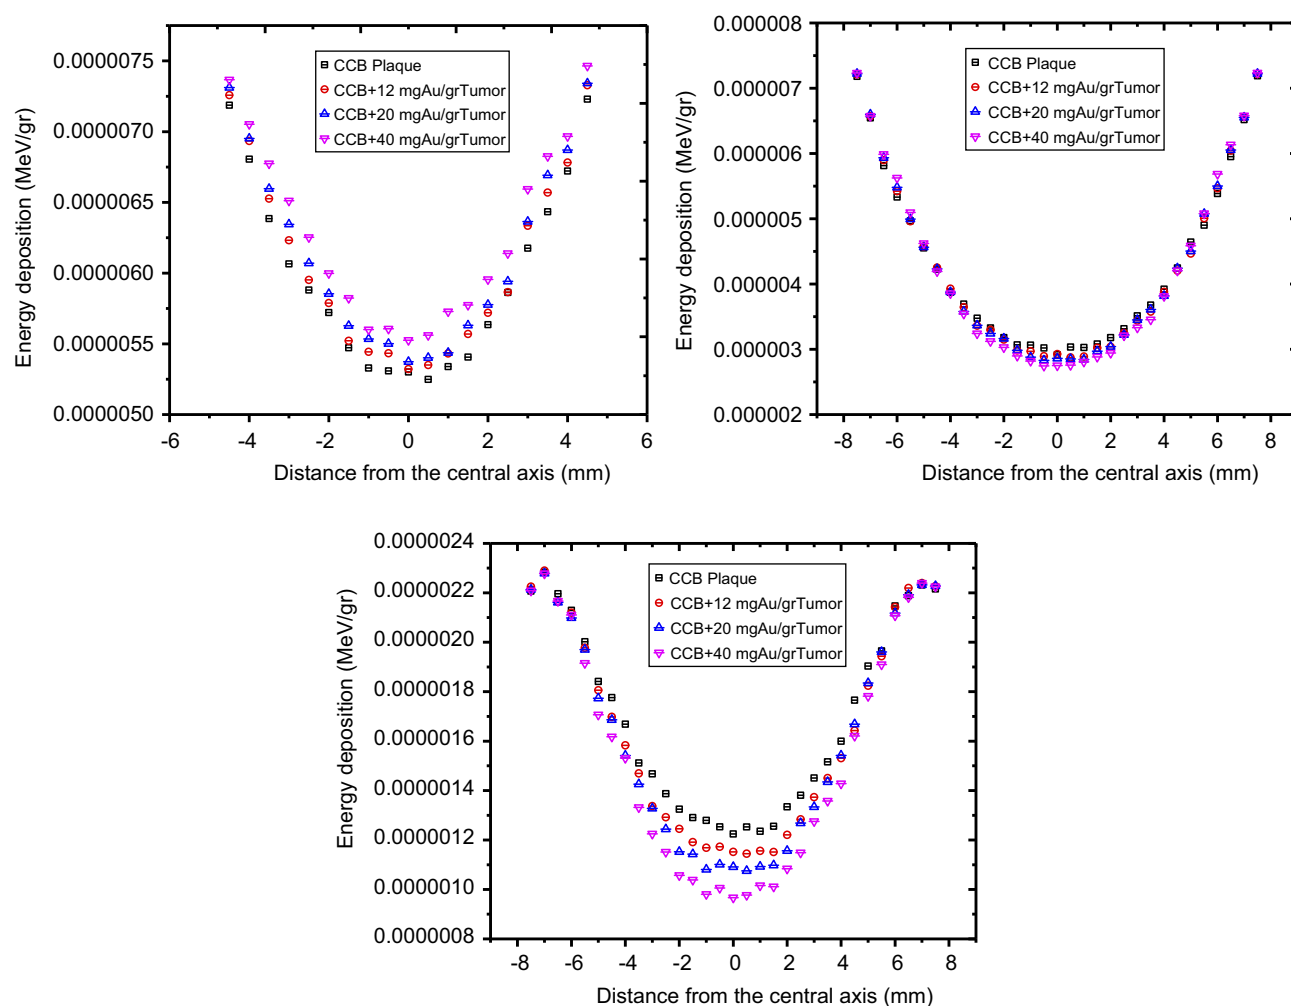 0.0000075
0.0000070
0.0000065
0.0000060
0.0000055
0.0000050
Energy deposition (MeV/gr)
CCB Plaque
CCB+12 mgAu/grTumor
CCB+20 mgAu/grTumor
CCB+40 mgAu/grTumor
-6 -4 -2 0 2 4 6
Distance from the central axis (mm)
0.000008
0.000007
0.000006
0.000005
0.000004
0.000003
0.000002
Energy deposition (MeV/gr)
CCB Plaque
CCB+12 mgAu/grTumor
CCB+20 mgAu/grTumor
CCB+40 mgAu/grTumor
-8 -6 -4 -2 0 2 4 6 8
Distance from the central axis (mm)
0.0000024
0.0000022
0.0000020
0.0000018
0.0000016
0.0000014
0.0000012
0.0000010
0.0000008
Energy deposition (MeV/gr)
CCB Plaque
CCB+12 mgAu/grTumor
CCB+20 mgAu/grTumor
CCB+40 mgAu/grTumor
-8 -6 -4 -2 0 2 4 6 8
Distance from the central axis (mm)